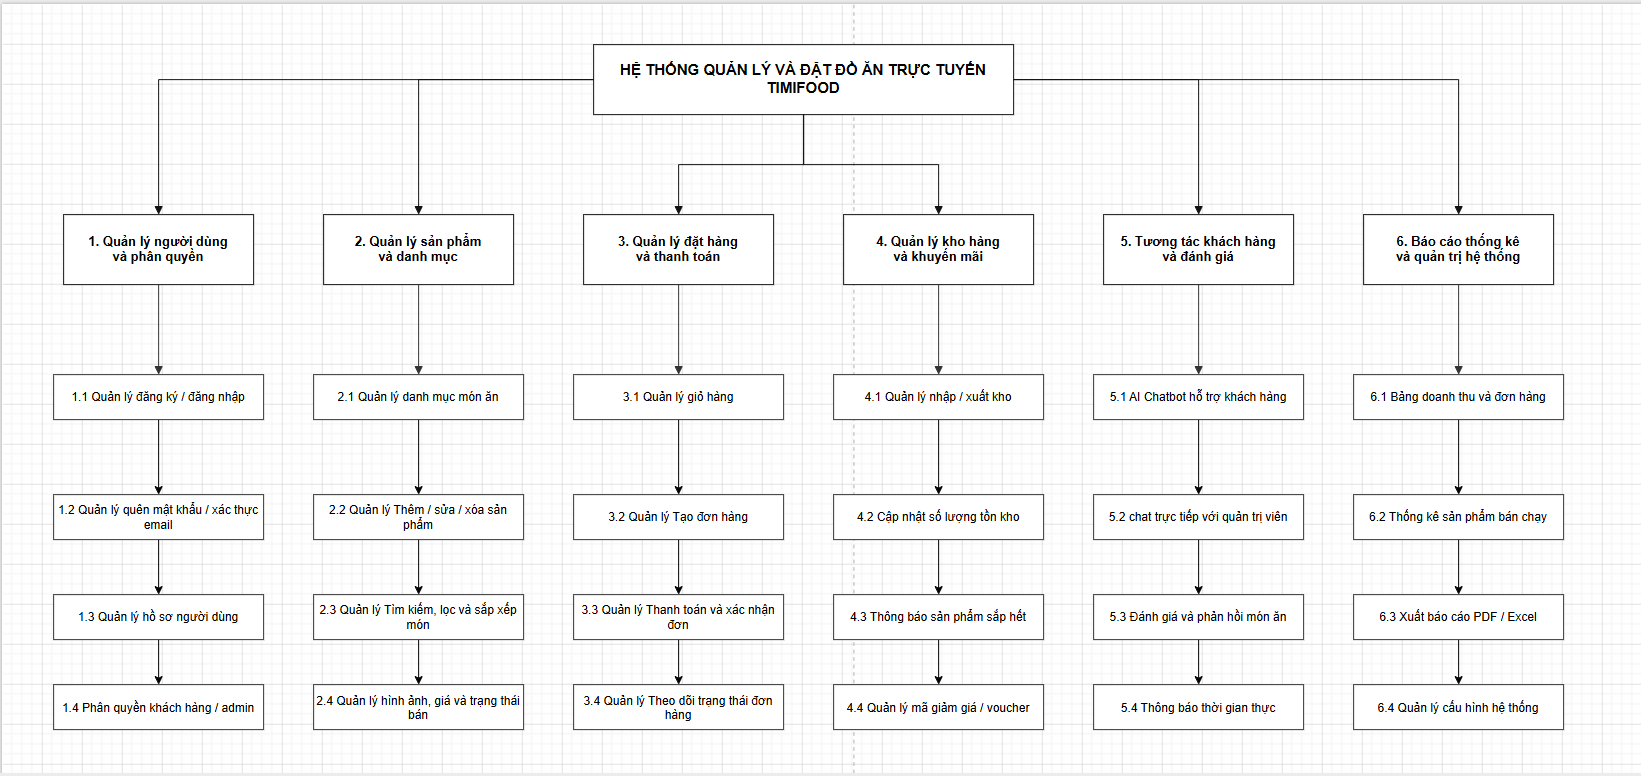 HỆ THỐNG QUẢN LÝ VÀ ĐẶT ĐỒ ĂN TRỰC TUYẾN
TIMIFOOD
1. Quản lý người dùng
và phân quyền
2. Quản lý sản phẩm
và danh mục
3. Quản lý đặt hàng
và thanh toán
4. Quản lý kho hàng
và khuyến mãi
5. Tương tác khách hàng
và đánh giá
6. Báo cáo thống kê
và quản trị hệ thống
1.1 Quản lý đăng ký / đăng nhập
2.1 Quản lý danh mục món ăn
3.1 Quản lý giỏ hàng
4.1 Quản lý nhập / xuất kho
5.1 AI Chatbot hỗ trợ khách hàng
6.1 Bảng doanh thu và đơn hàng
1.2 Quản lý quên mật khẩu / xác thực
email
2.2 Quản lý Thêm / sửa / xóa sản
phẩm
3.2 Quản lý Tạo đơn hàng
4.2 Cập nhật số lượng tồn kho
5.2 chat trực tiếp với quản trị viên
6.2 Thống kê sản phẩm bán chạy
1.3 Quản lý hồ sơ người dùng
2.3 Quản lý Tìm kiếm, lọc và sắp xếp
món
3.3 Quản lý Thanh toán và xác nhận
đơn
4.3 Thông báo sản phẩm sắp hết
5.3 Đánh giá và phản hồi món ăn
6.3 Xuất báo cáo PDF / Excel
1.4 Phân quyền khách hàng / admin
2.4 Quản lý hình ảnh, giá và trạng thái
bán
3.4 Quản lý Theo dõi trạng thái đơn
hàng
4.4 Quản lý mã giảm giá / voucher
5.4 Thông báo thời gian thực
6.4 Quản lý cấu hình hệ thống